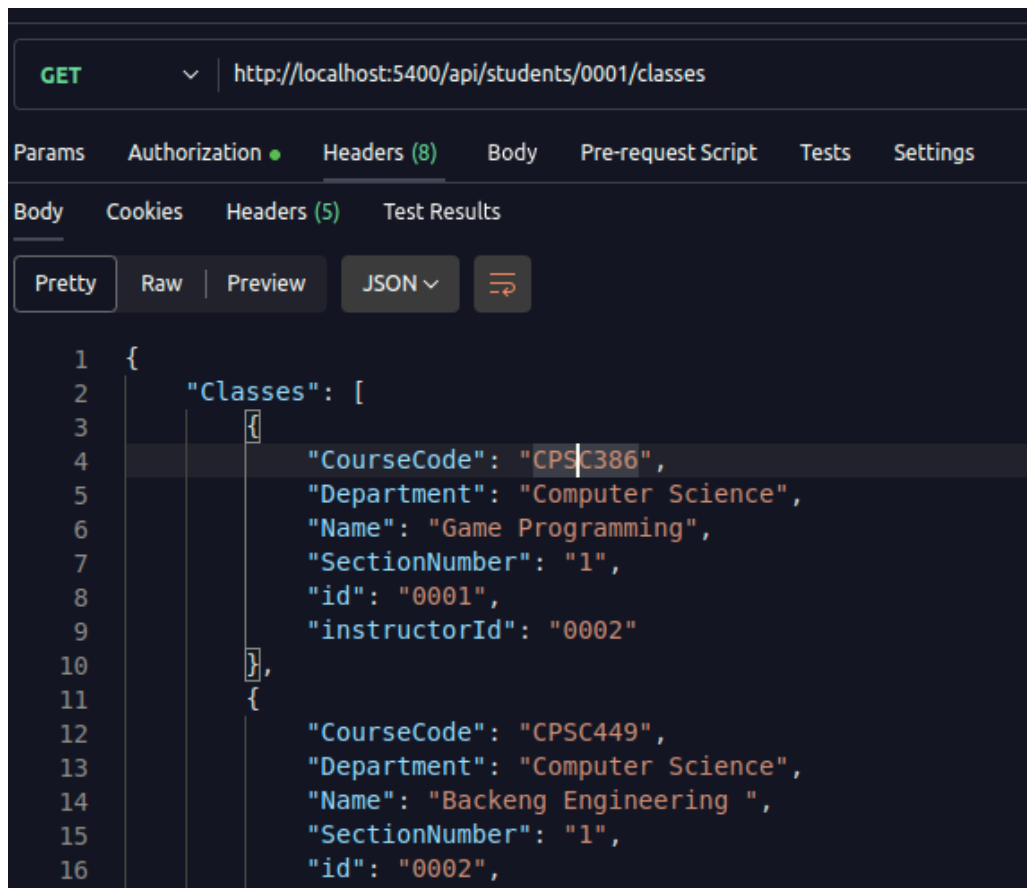 GET http://localhost:5400/api/students/0001/classes
Params Authorization Headers (8) Body Pre-request Script Tests Settings
Body Cookies Headers (5) Test Results
Pretty Raw Preview JSON
1 {
2 "Classes": [
3 {
4 "CourseCode": "CPSC386",
5 "Department": "Computer Science",
6 "Name": "Game Programming",
7 "SectionNumber": "1",
8 "id": "0001",
9 "instructorId": "0002"
10 },
11 {
12 "CourseCode": "CPSC449",
13 "Department": "Computer Science",
14 "Name": "Backeng Engineering ",
15 "SectionNumber": "1",
16 "id": "0002",